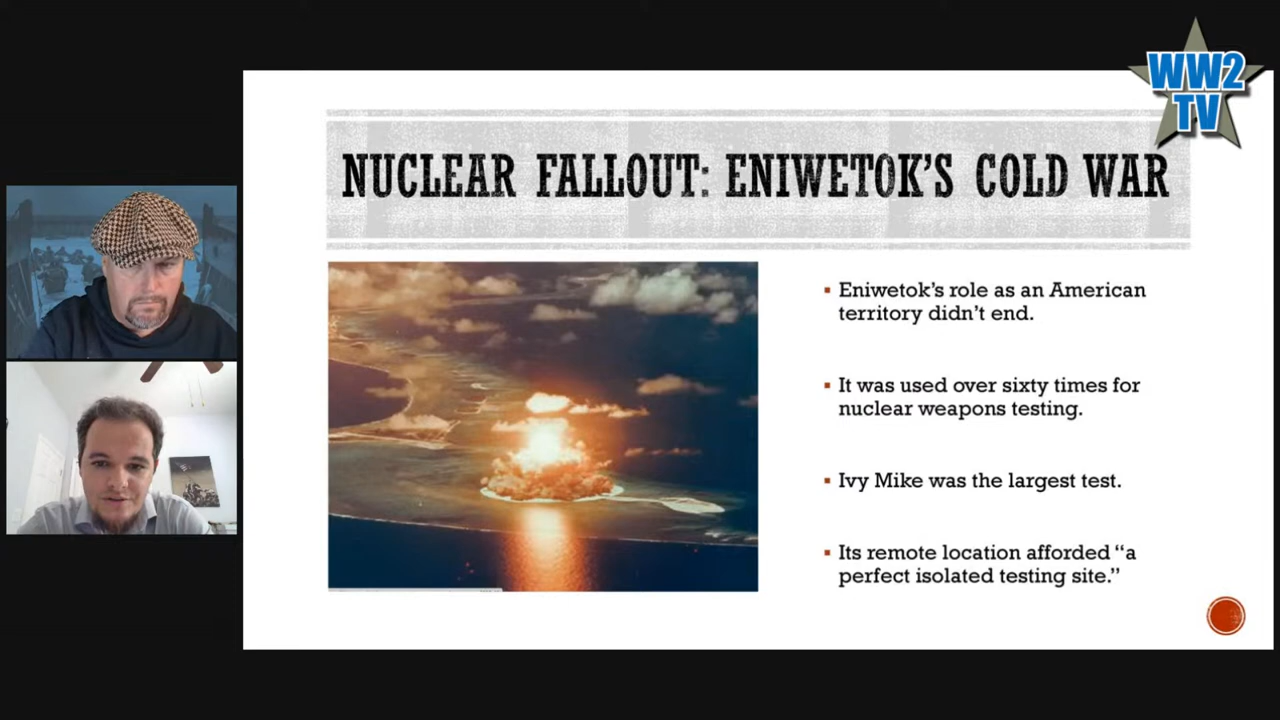 WW2
TV
NUCLEAR FALLOUT: ENIWETOK’S COLD WAR
▪ Eniwetok’s role as an American
territory didn’t end.
▪ It was used over sixty times for
nuclear weapons testing.
▪ Ivy Mike was the largest test.
▪ Its remote location afforded “a
perfect isolated testing site.”